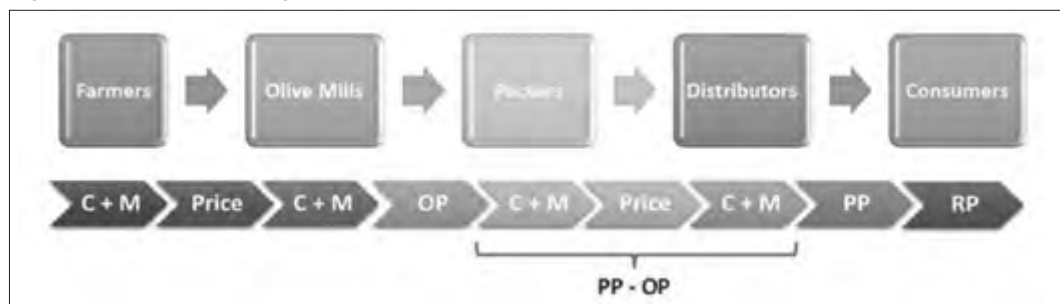 Farmers
Olive Mills
Packers
Distributors
Consumers
C + M
Price
C + M
OP
C + M
Price
C + M
PP
RP
PP - OP